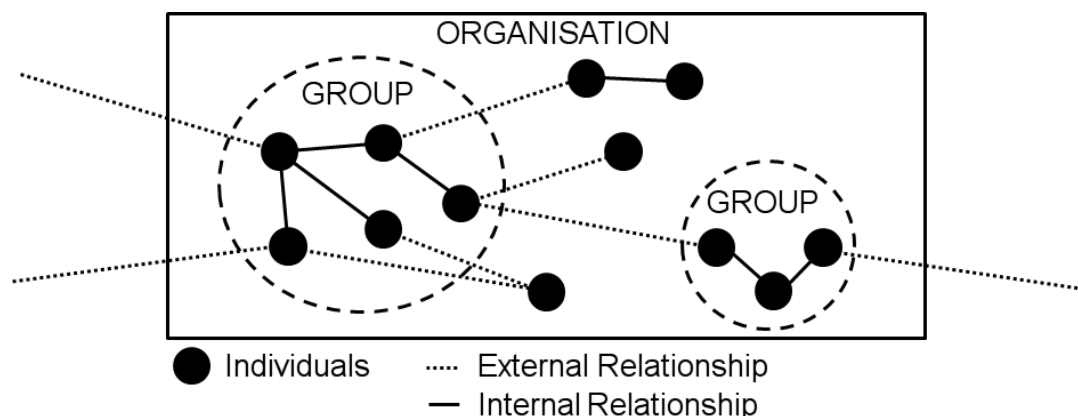 ORGANISATION
GROUP
GROUP
Individuals
External Relationship
Internal Relationship